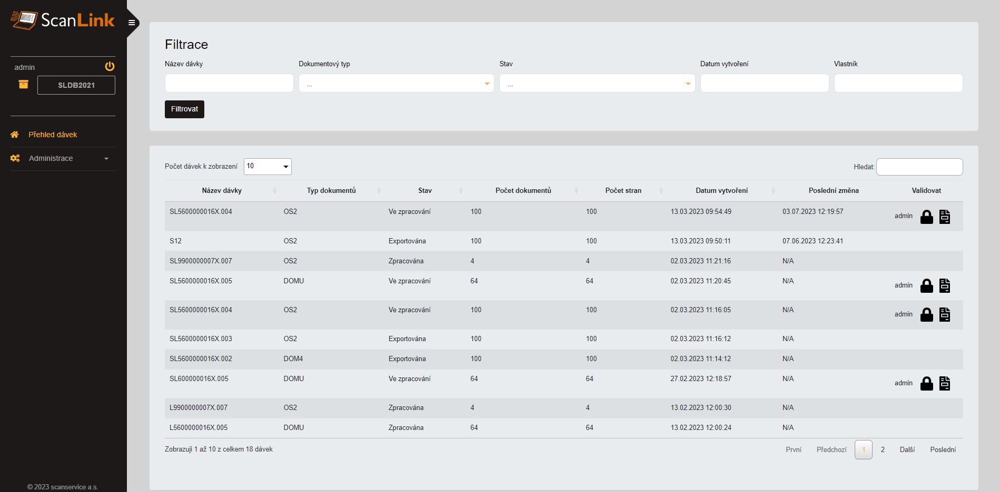 ScanLink
admin
SLDB2021
Přehled dávek
Administrace
© 2023 scanservice a.s.
Filtrace
Název dávky Dokumentový typ Stav Datum vytvoření Vlastník
... ...
Filtrovat
Počet dávek k zobrazení 10 Hledat:
Název dávky Typ dokumentů Stav Počet dokumentů Počet stran Datum vytvoření Poslední změna Validovat
SL5600000016X.004 OS2 Ve zpracování 100 100 13.03.2023 09:54:49 03.07.2023 12:19:57 admin
S12 OS2 Exportována 100 100 13.03.2023 09:50:11 07.06.2023 12:23:41
SL9900000007X.007 OS2 Zpracována 4 4 02.03.2023 11:21:16 N/A
SL5600000016X.005 DOMU Ve zpracování 64 64 02.03.2023 11:20:45 N/A admin
SL5600000016X.004 OS2 Ve zpracování 100 100 02.03.2023 11:16:05 N/A admin
SL5600000016X.003 OS2 Exportována 100 100 02.03.2023 11:16:12 N/A
SL5600000016X.002 DOM4 Exportována 100 100 02.03.2023 11:14:12 N/A
SL600000016X.005 DOMU Ve zpracování 64 64 27.02.2023 12:18:57 N/A admin
L9900000007X.007 OS2 Zpracována 4 4 13.02.2023 12:00:30 N/A
L5600000016X.005 DOMU Zpracována 64 64 13.02.2023 12:00:24 N/A
Zobrazuji 1 až 10 z celkem 18 dávek První Předchozí 1 2 Další Poslední